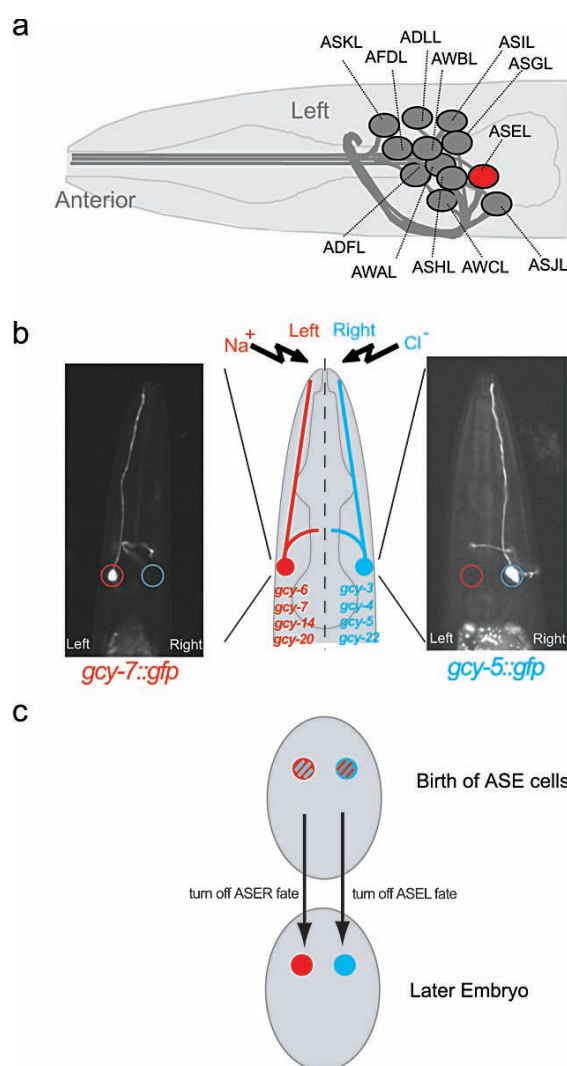 a
ASKL
AFDL
ADLL
AWBL
ASIL
ASGL
ASEL
Left
Anterior
ADFL
AWAL
ASHL
AWCL
ASJL
b
Na+
Left
Right
Cl-
gcy-6
gcy-7
gcy-14
gcy-20
gcy-3
gcy-4
gcy-5
gcy-22
Left
Right
Left
Right
gcy-7::gfp
gcy-5::gfp
c
Birth of ASE cells
turn off ASER fate
turn off ASEL fate
Later Embryo